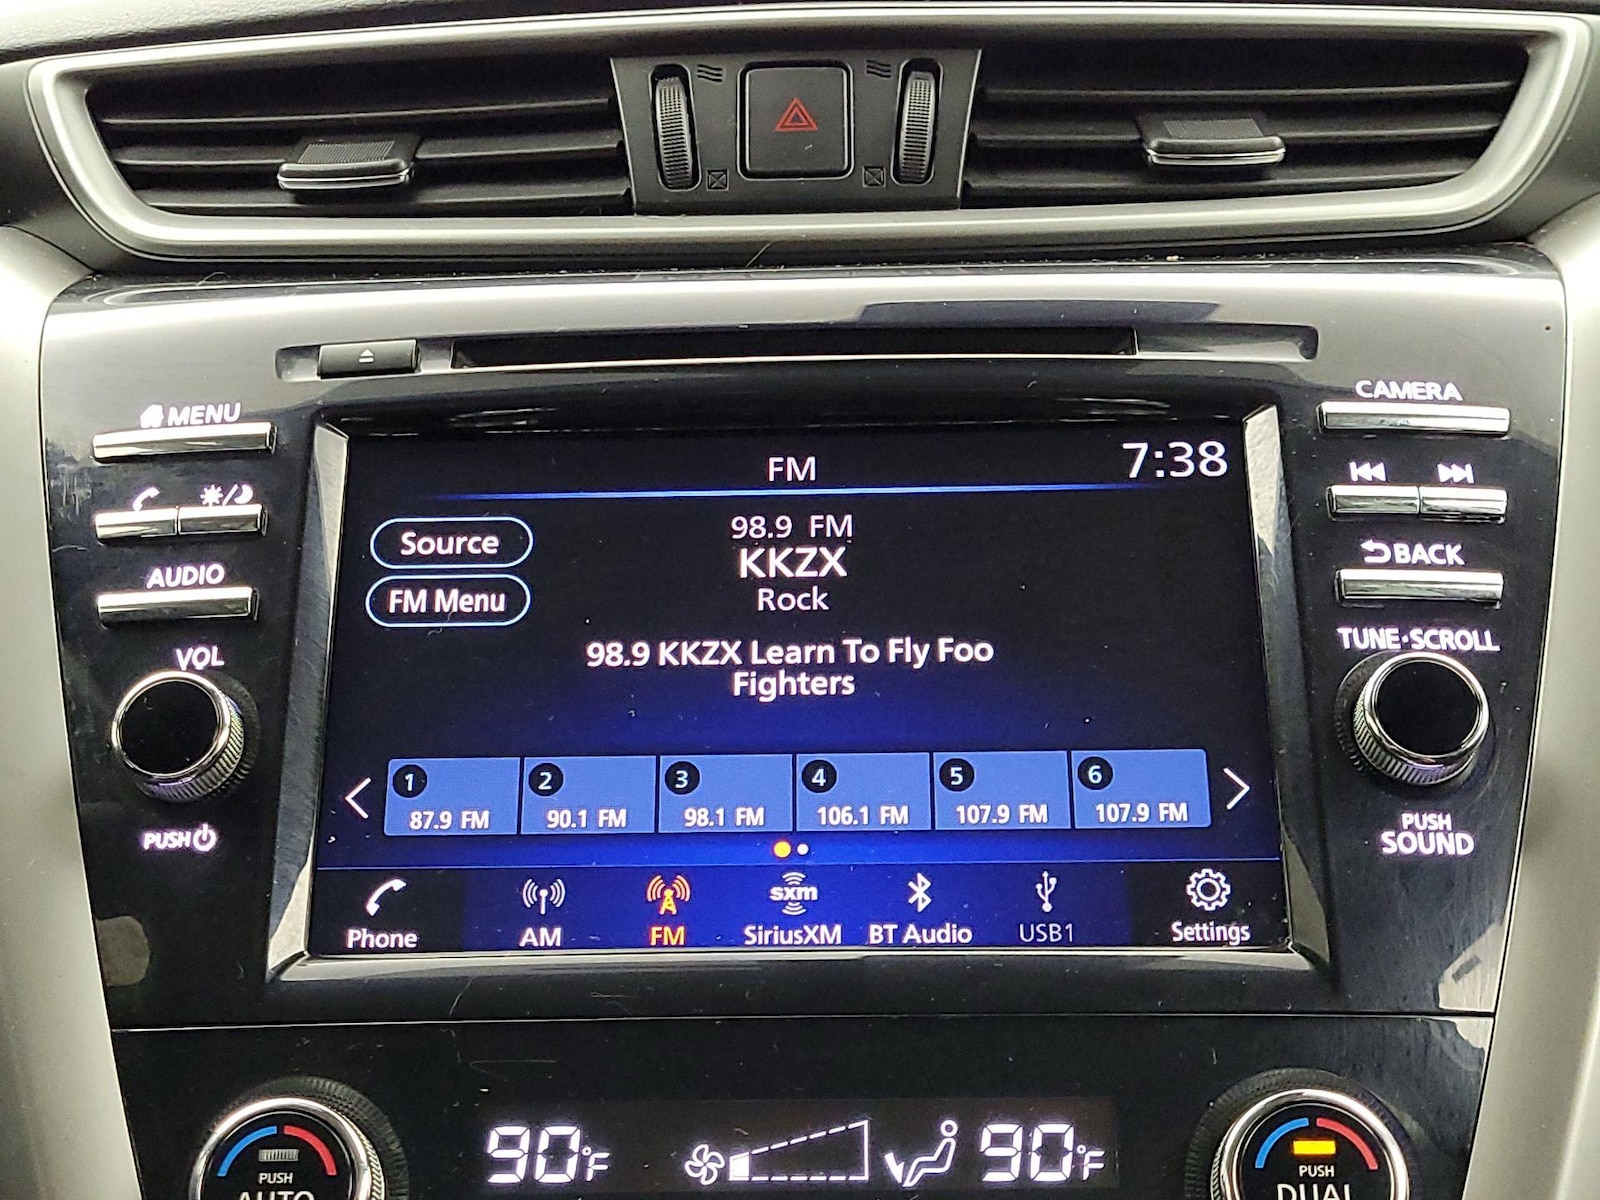 MENU
CAMERA
FM
7:38
Source
98.9 FM
KKZX
BACK
AUDIO
FM Menu
Rock
TUNE·SCROLL
98.9 KKZX Learn To Fly Foo
Fighters
VOL
1
2
3
4
5
6
87.9 FM
90.1 FM
98.1 FM
106.1 FM
107.9 FM
107.9 FM
PUSH
PUSH
SOUND
Phone
AM
FM
sxm
SiriusXM
BT Audio
USB1
Settings
90°F
90°F
PUSH
AUTO
PUSH
DUAL